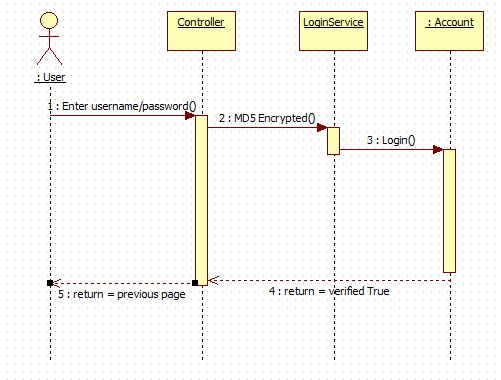 Controller
LoginService
: Account
: User
1 : Enter username/password()
2 : MD5 Encrypted()
3 : Login()
4 : return = verified True
5 : return = previous page